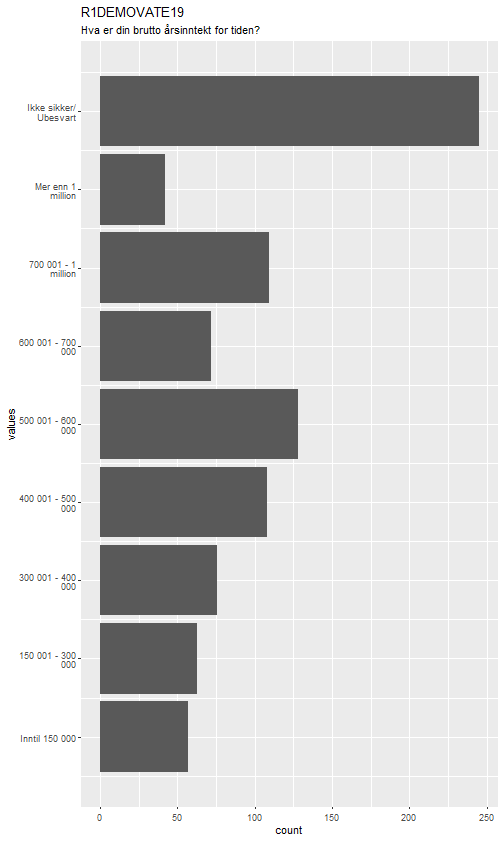 R1DEMOVATE19
Hva er din brutto årsinntekt for tiden?
Ikke sikker/
Ubesvart
Mer enn 1
million
700 001 - 1
million
600 001 - 700
000
500 001 - 600
000
400 001 - 500
000
300 001 - 400
000
150 001 - 300
000
Inntil 150 000
values
0 50 100 150 200 250
count